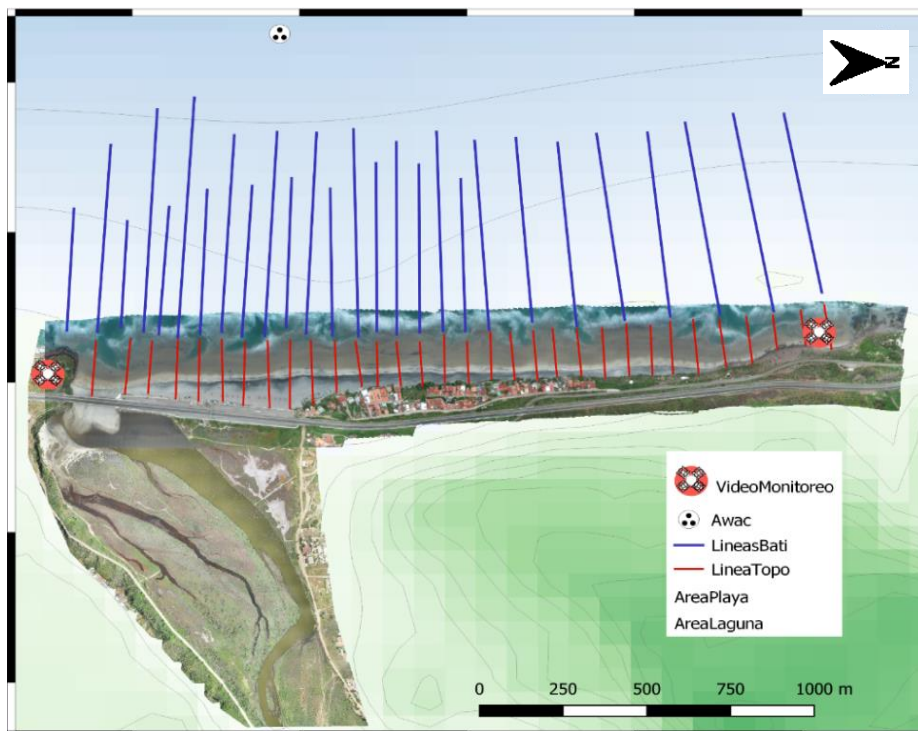 N
VideoMonitoreo
Awac
LineasBati
LineaTopo
AreaPlaya
AreaLaguna
0 250 500 750 1000 m